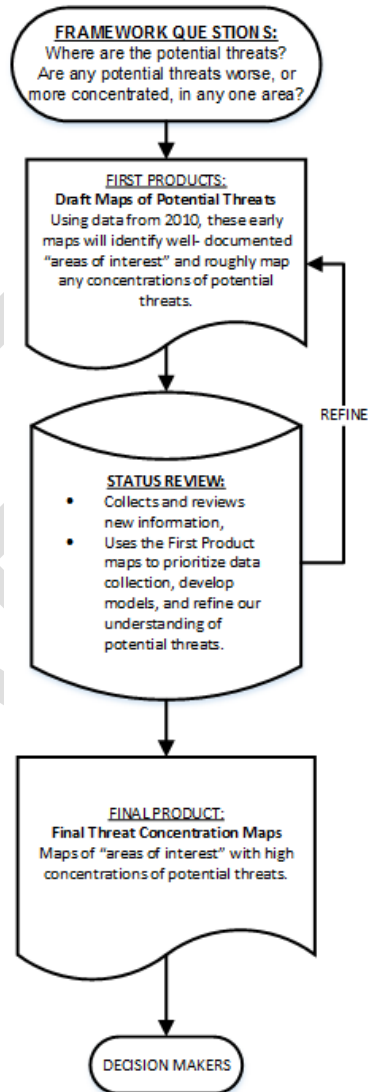 FRAMEWORK QUESTIONS:
Where are the potential threats?
Are any potential threats worse, or
more concentrated, in any one area?
FIRST PRODUCTS:
Draft Maps of Potential Threats
Using data from 2010, these early
maps will identify well- documented
“areas of interest” and roughly map
any concentrations of potential
threats.
REFINE
STATUS REVIEW:
• Collects and reviews
new information,
• Uses the First Product
maps to prioritize data
collection, develop
models, and refine our
understanding of
potential threats.
FINAL PRODUCT:
Final Threat Concentration Maps
Maps of “areas of interest” with high
concentrations of potential threats.
DECISION MAKERS